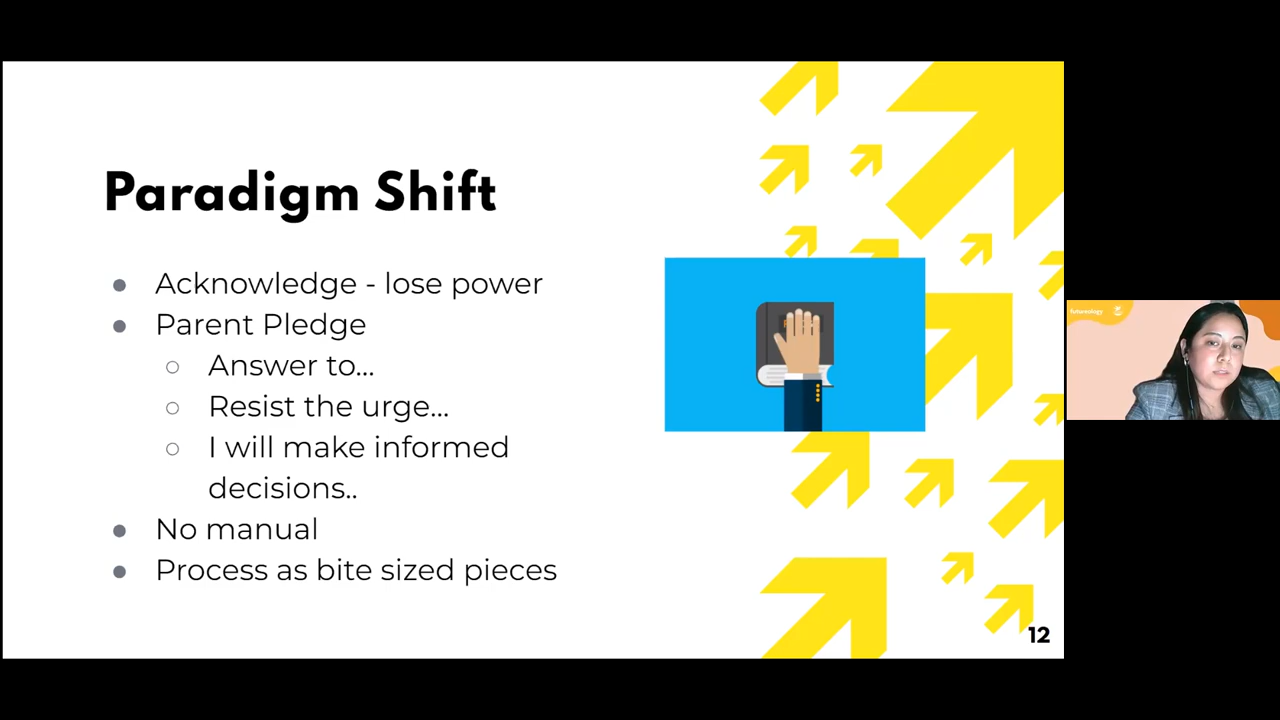 Paradigm Shift
● Acknowledge - lose power
● Parent Pledge
○ Answer to...
○ Resist the urge...
○ I will make informed
decisions..
● No manual
● Process as bite sized pieces
12
futureology